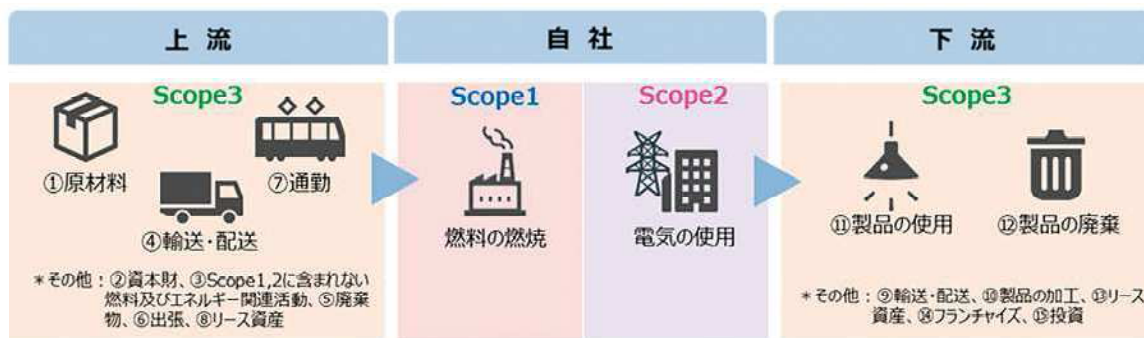 上流
自社
下流
Scope3
①原材料
⑦通勤
④輸送・配送
*その他：②資本財、③Scope1,2に含まれない
燃料及びエネルギー関連活動、⑤廃棄
物、⑥出張、⑧リース資産
Scope1
燃料の燃焼
Scope2
電気の使用
Scope3
⑪製品の使用
⑫製品の廃棄
*その他：⑨輸送・配送、⑩製品の加工、⑬リース
資産、⑭フランチャイズ、⑮投資